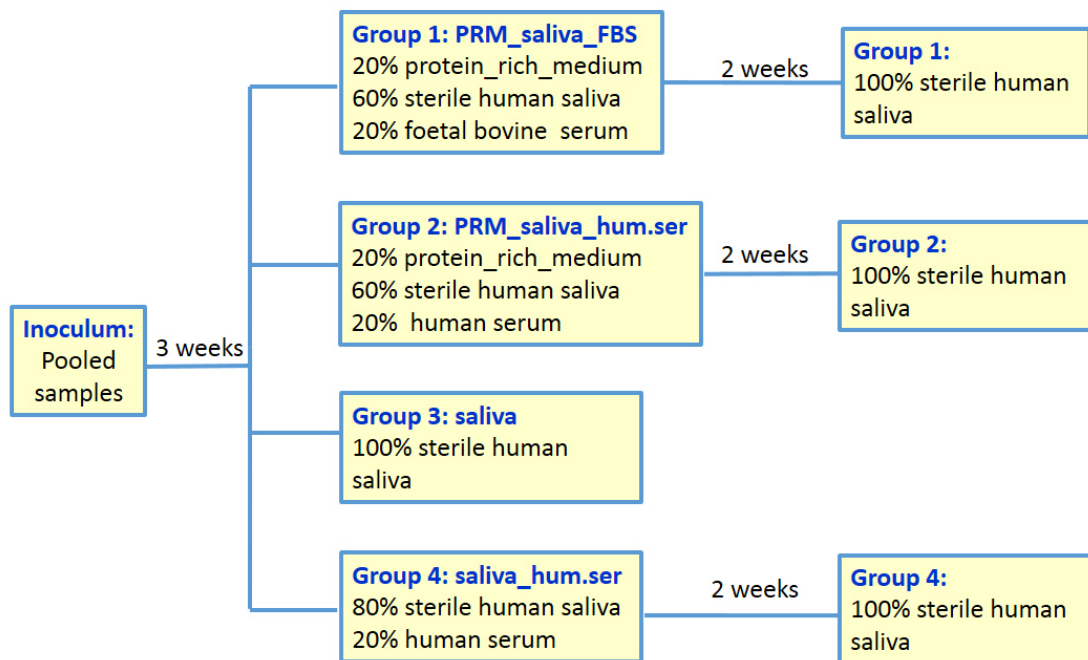 Inoculum:
Pooled
samples
3 weeks
Group 1: PRM_saliva_FBS
20% protein_rich_medium
60% sterile human saliva
20% foetal bovine serum
2 weeks
Group 1:
100% sterile human
saliva
Group 2: PRM_saliva_hum.ser
20% protein_rich_medium
60% sterile human saliva
20% human serum
2 weeks
Group 2:
100% sterile human
saliva
Group 3: saliva
100% sterile human
saliva
Group 4: saliva_hum.ser
80% sterile human saliva
20% human serum
2 weeks
Group 4:
100% sterile human
saliva